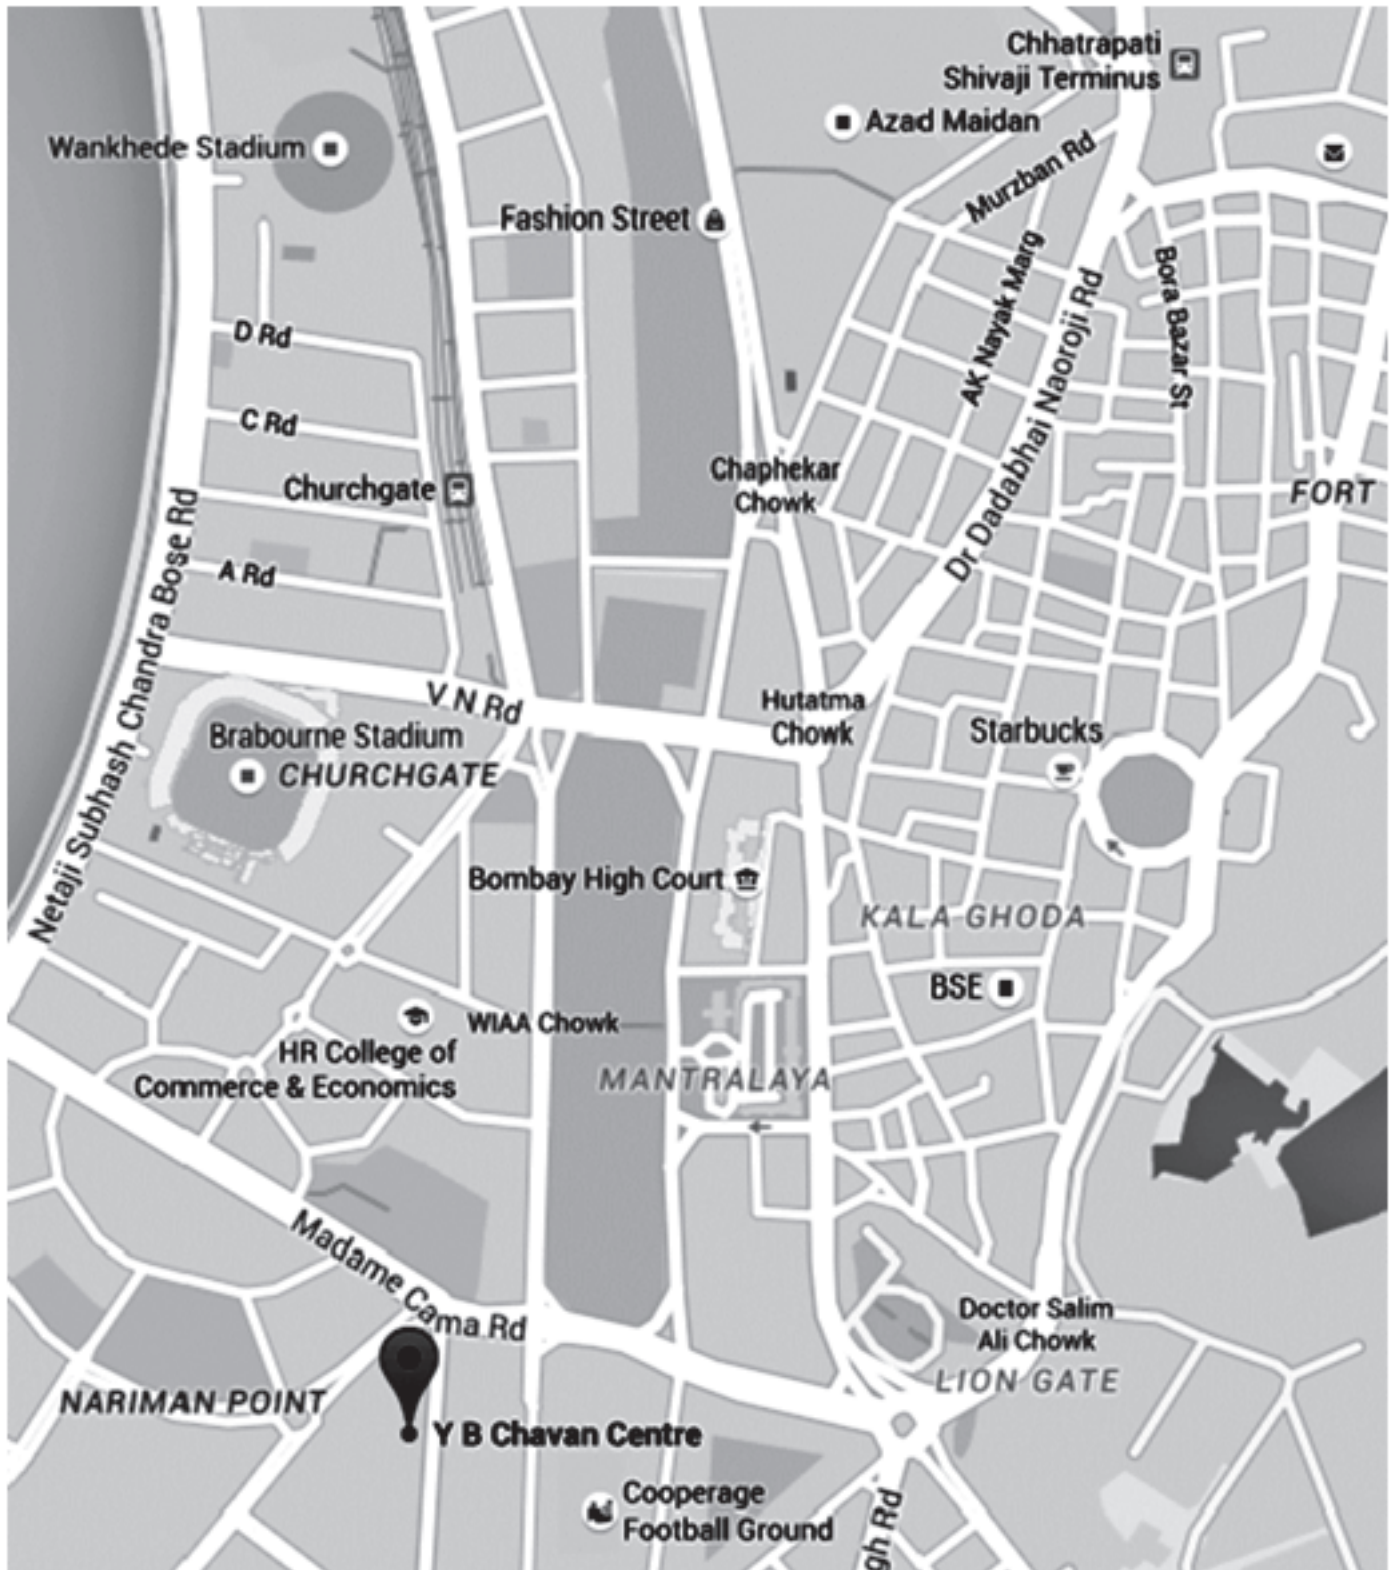 Chhatrapati
Shivaji Terminus
Azad Maidan
Wankhede Stadium
Murzban Rd
Fashion Street
AK Nayak Marg
Bora Bazar St
Dr Dadabhai Naoroji Rd
D Rd
C Rd
Churchgate
Chaphekar
Chowk
FORT
A Rd
Netaji Subhash Chandra Bose Rd
V N Rd
Hutatma
Chowk
Starbucks
Brabourne Stadium
CHURCHGATE
Bombay High Court
KALA GHODA
BSE
WIAA Chowk
HR College of
Commerce & Economics
MANTRALAYA
Madame Cama Rd
Doctor Salim
Ali Chowk
LION GATE
NARIMAN POINT
Y B Chavan Centre
Cooperage
Football Ground
gh Rd